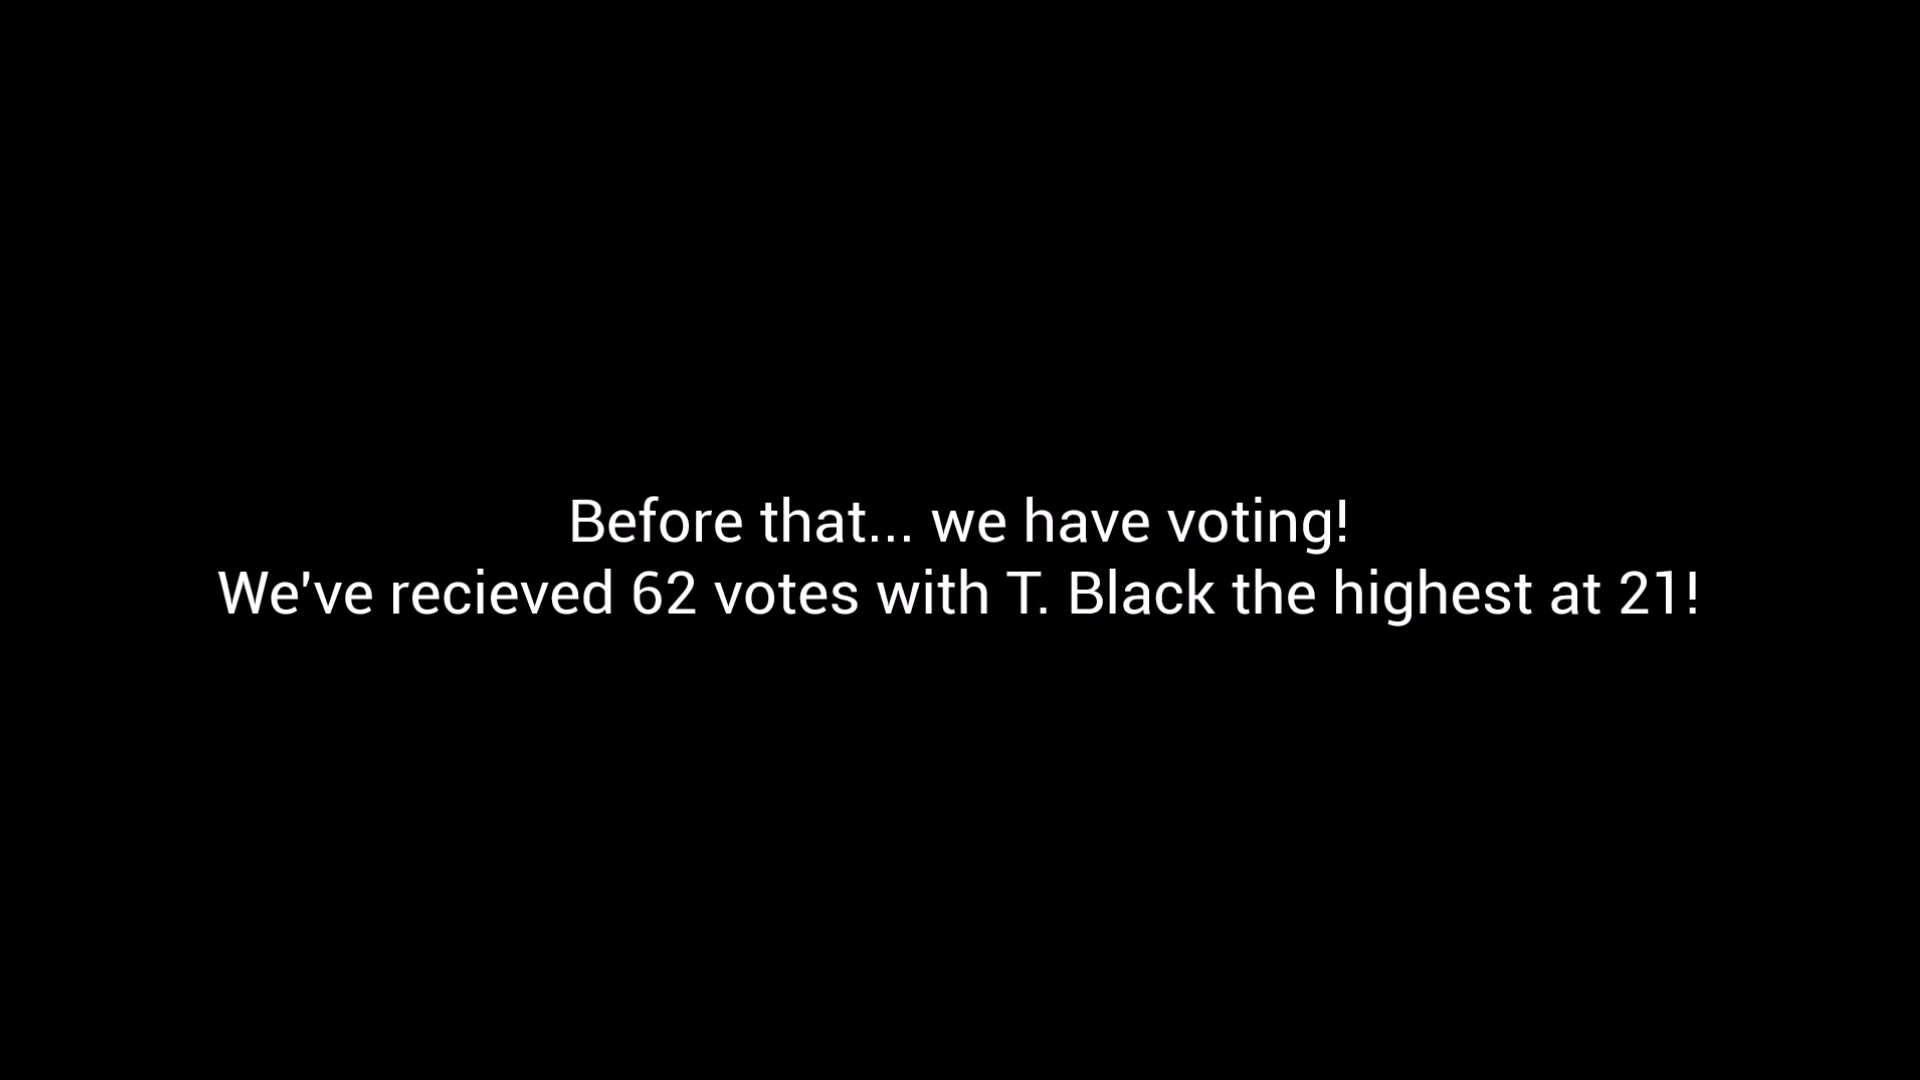 Before that... we have voting!
We've recieved 62 votes with T. Black the highest at 21!